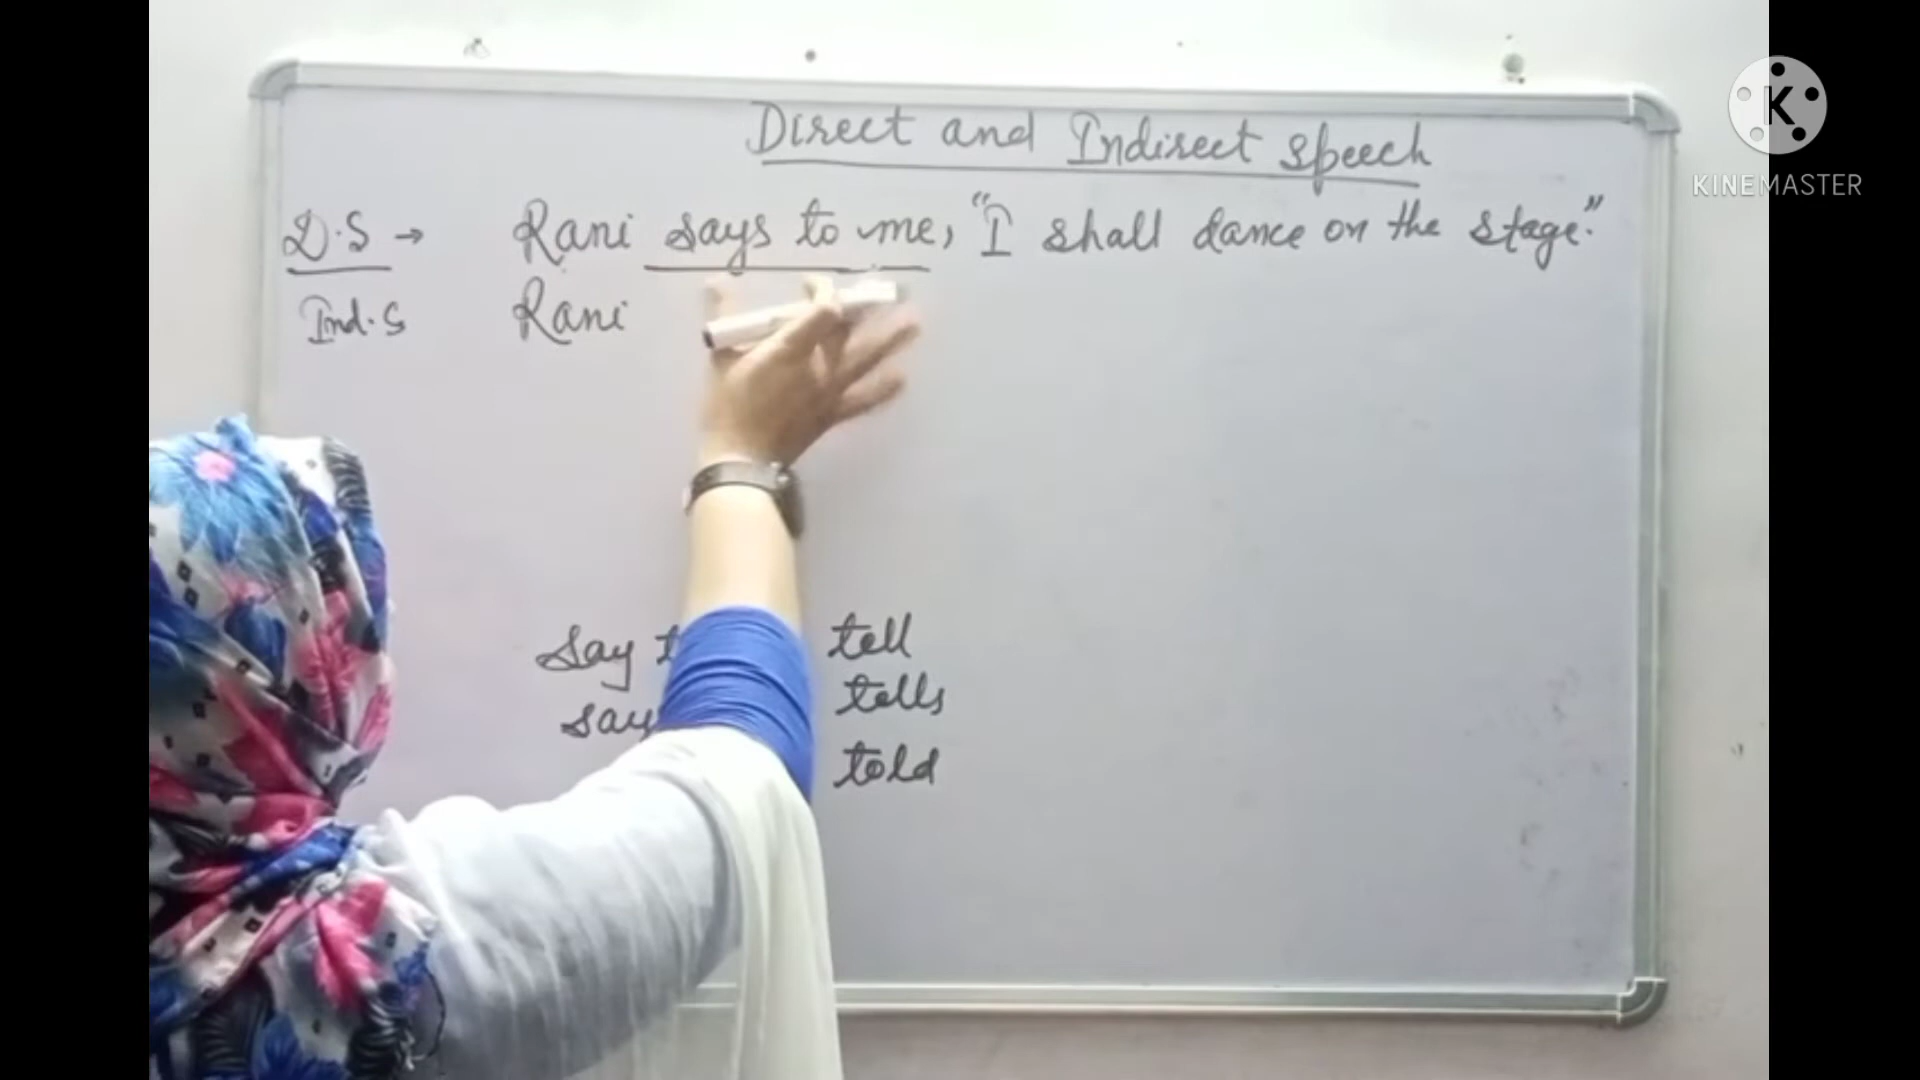 Direct and Indirect speech
D.S → Rani says to me, "I shall dance on the stage."
Ind.S Rani
say tell
tells
told
K
KINEMASTER